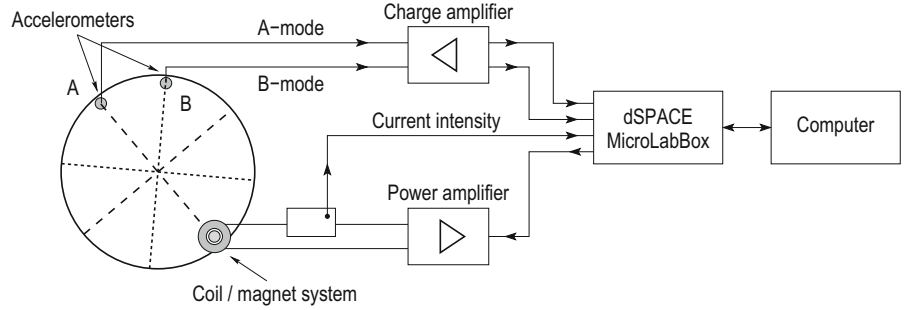 Accelerometers
A
B
A−mode
B−mode
Charge amplifier
Current intensity
dSPACE
MicroLabBox
Computer
Power amplifier
Coil / magnet system